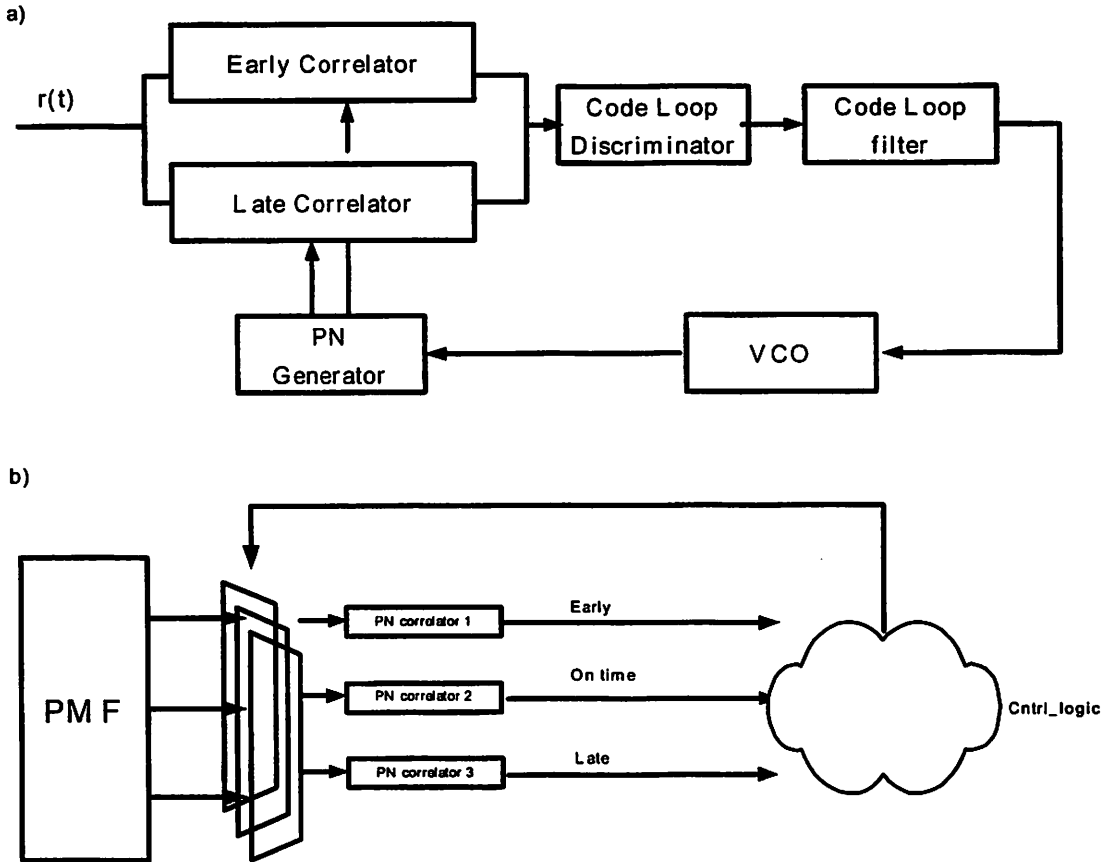 a)
r(t)
Early Correlator
Late Correlator
Code Loop
Discriminator
Code Loop
filter
PN
Generator
VCO
b)
PMF
PN correlator 1
PN correlator 2
PN correlator 3
Early
On time
Late
Cntrl_logic